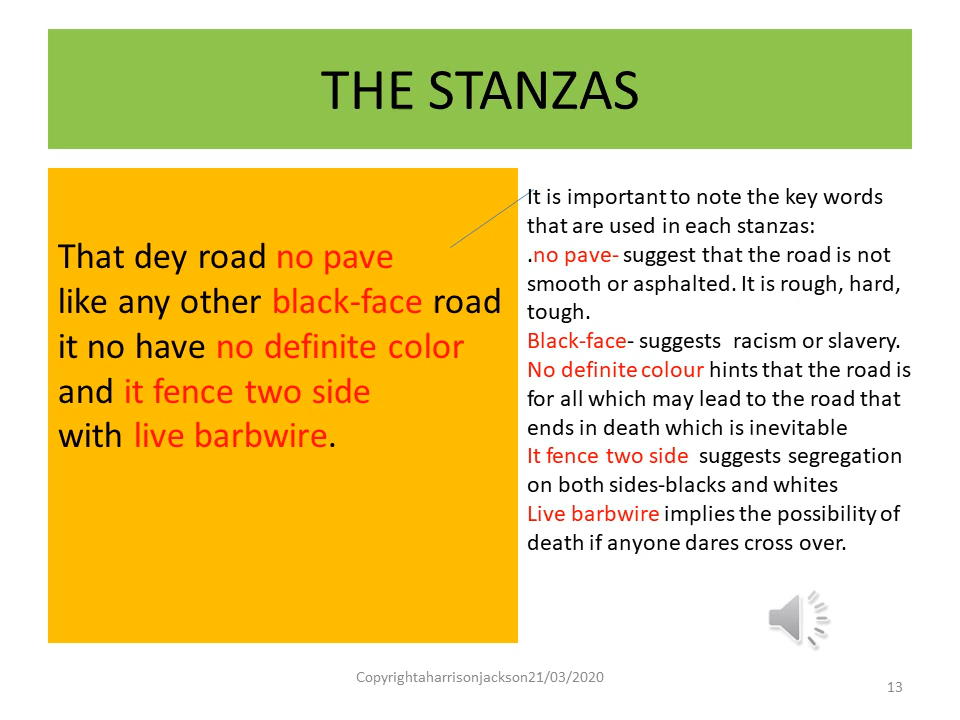 THE STANZAS
That dey road no pave
like any other black-face road
it no have no definite color
and it fence two side
with live barbwire.
It is important to note the key words
that are used in each stanzas:
.no pave- suggest that the road is not
smooth or asphalted. It is rough, hard,
tough.
Black-face- suggests racism or slavery.
No definite colour hints that the road is
for all which may lead to the road that
ends in death which is inevitable
It fence two side suggests segregation
on both sides-blacks and whites
Live barbwire implies the possibility of
death if anyone dares cross over.
Copyrightaharrisonjackson21/03/2020
13